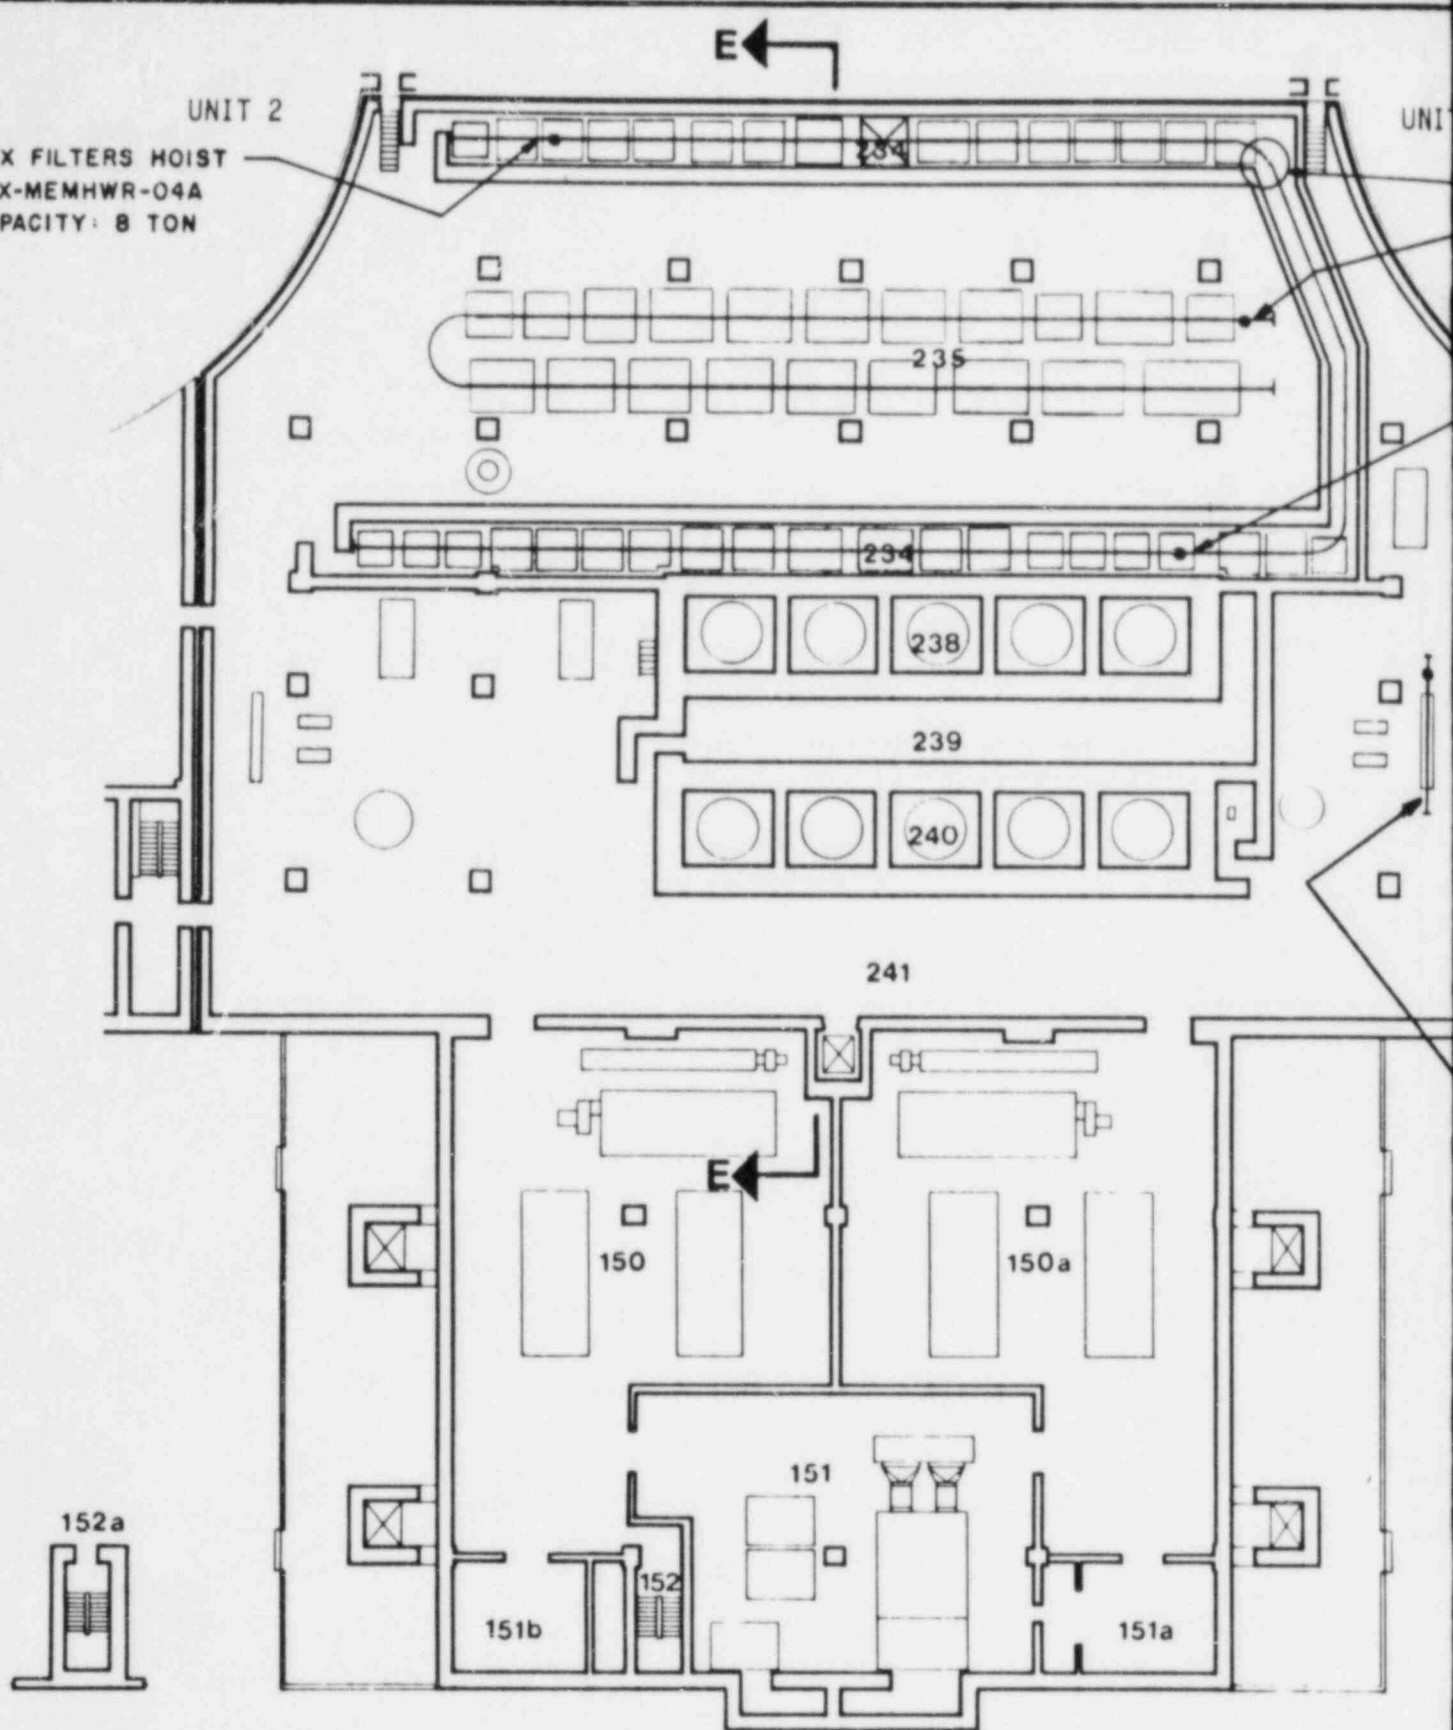 E
UNIT 2
UNI
X FILTERS HOIST
X-MEMHWR-04A
PACITY: 8 TON
234
235
234
238
239
240
241
E
150
150a
151
152a
152
151b
151a